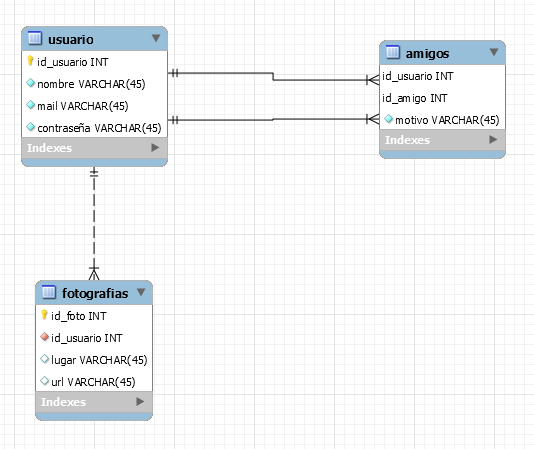 usuario
id_usuario INT
nombre VARCHAR(45)
mail VARCHAR(45)
contraseña VARCHAR(45)
Indexes
amigos
id_usuario INT
id_amigo INT
motivo VARCHAR(45)
Indexes
fotografias
id_foto INT
id_usuario INT
lugar VARCHAR(45)
url VARCHAR(45)
Indexes